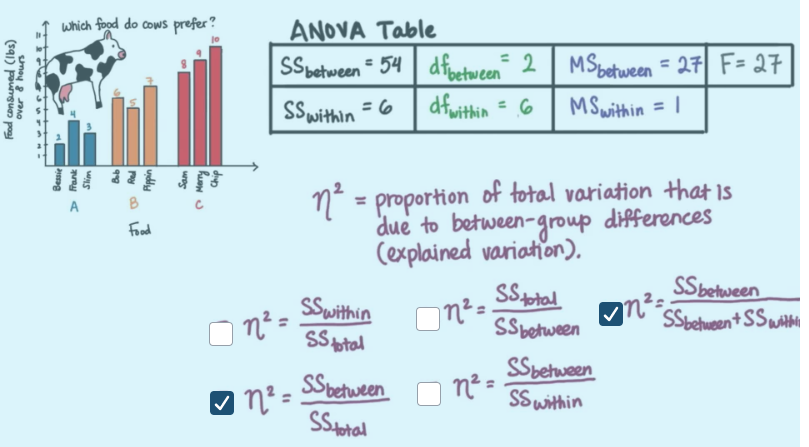 Which food do cows prefer?
Food consumed (lbs)
over 8 hours
2 4 3 6 5 7 8 9 10
Bessie Frank Slim Bob Red Pippin Sam Merry Chip
A B C
Food
ANOVA Table
SSbetween = 54 dfbetween = 2 MSbetween = 27 F = 27
SSwithin = 6 dfwithin = 6 MSwithin = 1
η² = proportion of total variation that is
due to between-group differences
(explained variation).
η² = SSwithin / SStotal
η² = SStotal / SSbetween
η² = SSbetween / SSbetween + SSwithin
η² = SSbetween / SStotal
η² = SSbetween / SSwithin